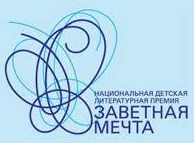 НАЦИОНАЛЬНАЯ ДЕТСКАЯ
ЛИТЕРАТУРНАЯ ПРЕМИЯ
ЗАВЕТНАЯ
МЕЧТА